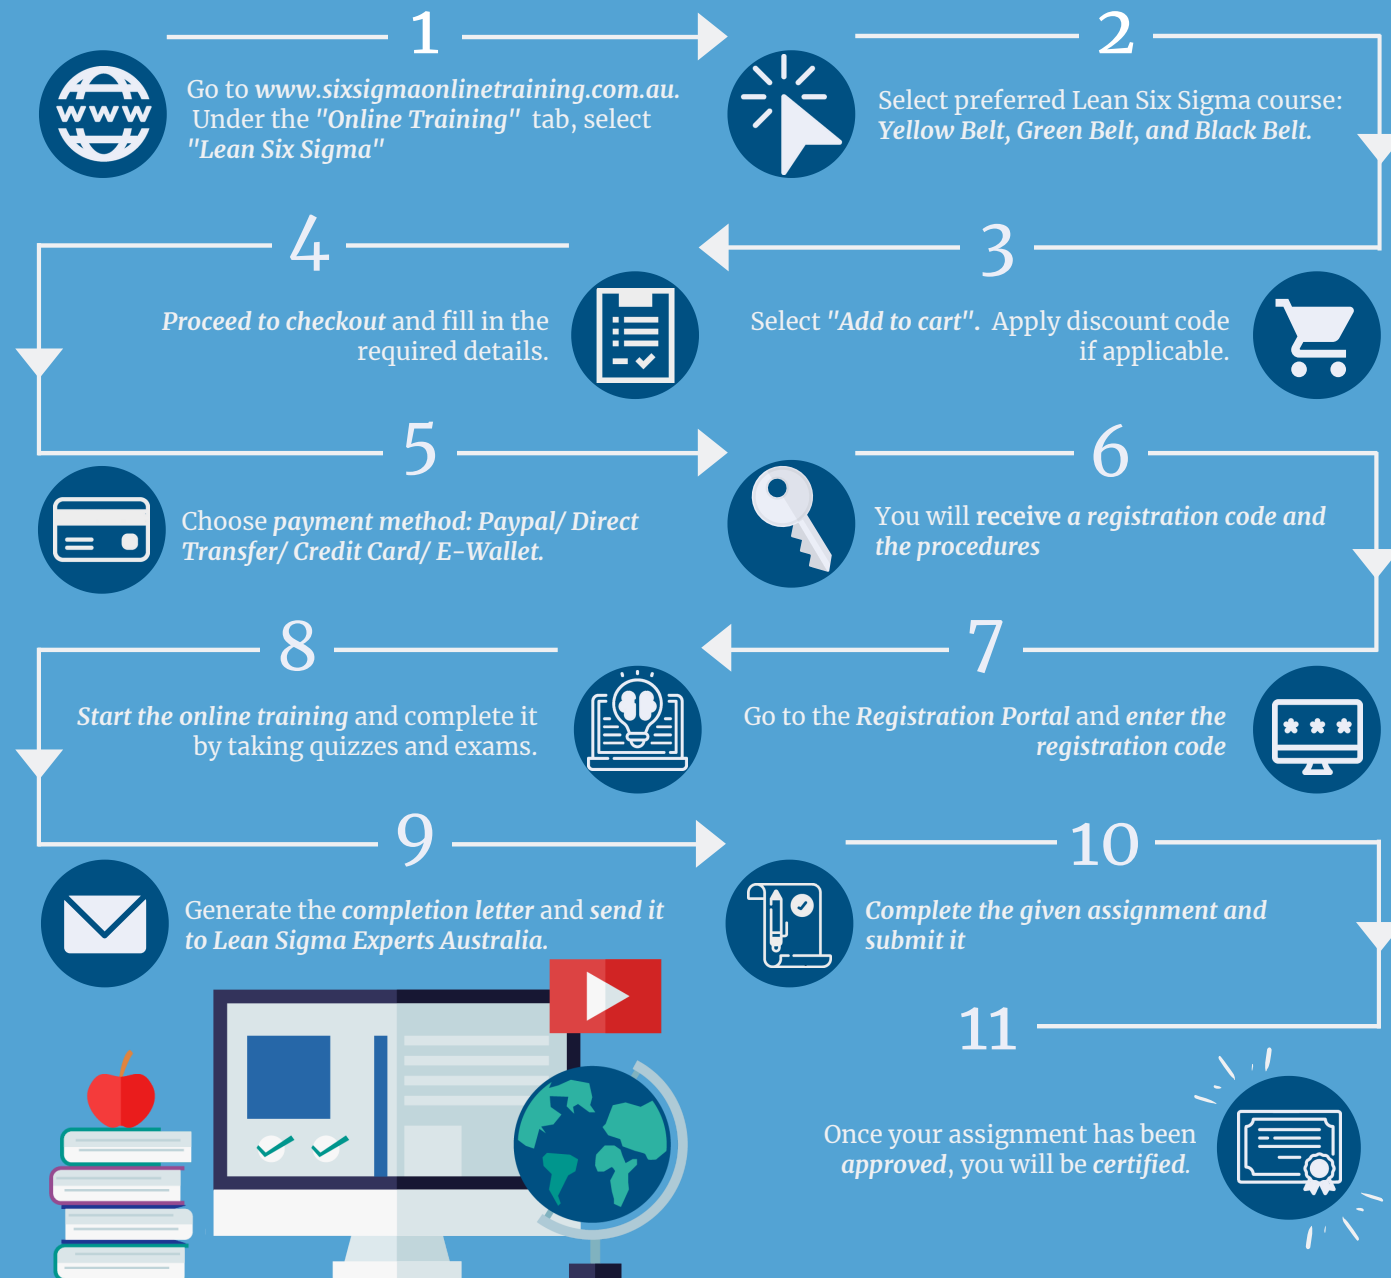 1
Go to www.sixsigmaonlinetraining.com.au.
Under the "Online Training" tab, select
"Lean Six Sigma"
WWW
2
Select preferred Lean Six Sigma course:
Yellow Belt, Green Belt, and Black Belt.
3
Select "Add to cart". Apply discount code
if applicable.
4
Proceed to checkout and fill in the
required details.
5
Choose payment method: Paypal/ Direct
Transfer/ Credit Card/ E-Wallet.
6
You will receive a registration code and
the procedures
7
Go to the Registration Portal and enter the
registration code
***
8
Start the online training and complete it
by taking quizzes and exams.
9
Generate the completion letter and send it
to Lean Sigma Experts Australia.
10
Complete the given assignment and
submit it
11
Once your assignment has been
approved, you will be certified.